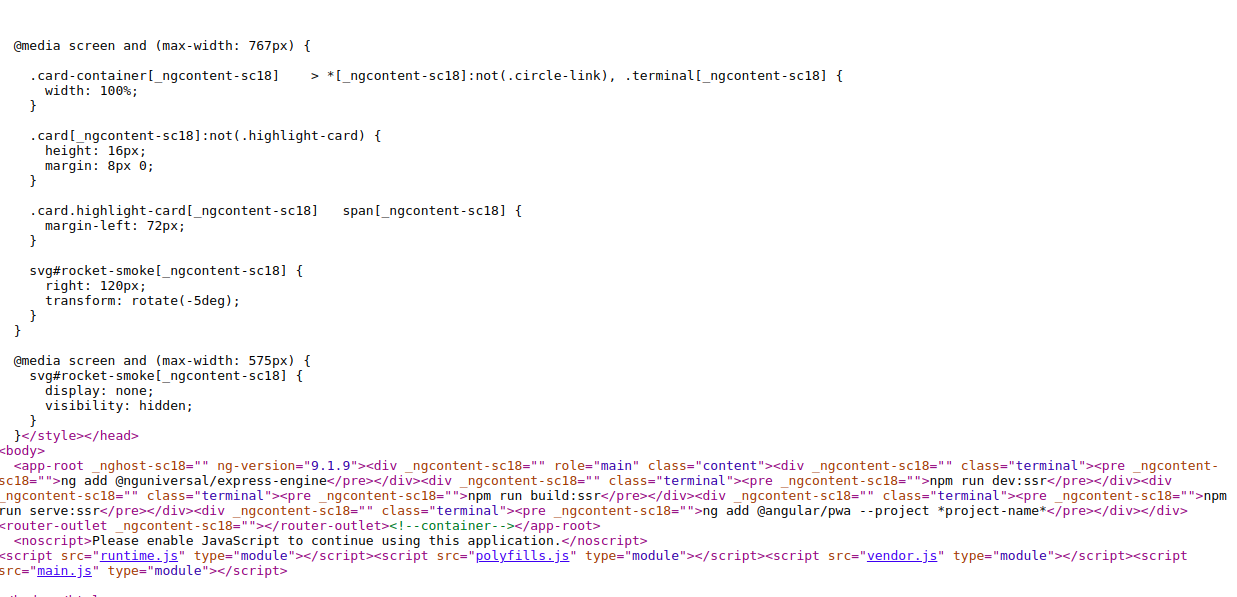 @media screen and (max-width: 767px) {
.card-container[_ngcontent-sc18]    > *[_ngcontent-sc18]:not(.circle-link), .terminal[_ngcontent-sc18] {
width: 100%;
}
.card[_ngcontent-sc18]:not(.highlight-card) {
height: 16px;
margin: 8px 0;
}
.card.highlight-card[_ngcontent-sc18]   span[_ngcontent-sc18] {
margin-left: 72px;
}
svg#rocket-smoke[_ngcontent-sc18] {
right: 120px;
transform: rotate(-5deg);
}
}
@media screen and (max-width: 575px) {
svg#rocket-smoke[_ngcontent-sc18] {
display: none;
visibility: hidden;
}
}</style></head>
<body>
<app-root _nghost-sc18="" ng-version="9.1.9"><div _ngcontent-sc18="" role="main" class="content"><div _ngcontent-sc18="" class="terminal"><pre _ngcontent-
sc18="">ng add @nguniversal/express-engine</pre></div><div _ngcontent-sc18="" class="terminal"><pre _ngcontent-sc18="">npm run dev:ssr</pre></div><div
_ngcontent-sc18="" class="terminal"><pre _ngcontent-sc18="">npm run build:ssr</pre></div><div _ngcontent-sc18="" class="terminal"><pre _ngcontent-sc18="">npm
run serve:ssr</pre></div><div _ngcontent-sc18="" class="terminal"><pre _ngcontent-sc18="">ng add @angular/pwa --project *project-name*</pre></div></div>
<router-outlet _ngcontent-sc18=""></router-outlet><!--container--></app-root>
<noscript>Please enable JavaScript to continue using this application.</noscript>
<script src="runtime.js" type="module"></script><script src="polyfills.js" type="module"></script><script src="vendor.js" type="module"></script><script
src="main.js" type="module"></script>